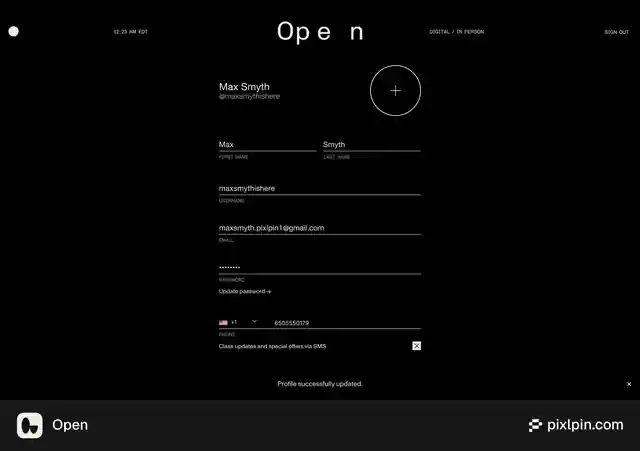 12:23 AM EDT
Open
DIGITAL / IN PERSON
SIGN OUT
Max Smyth
@maxsmythishere
Max
Smyth
FIRST NAME
LAST NAME
maxsmythishere
USERNAME
maxsmyth.pixlpin1@gmail.com
EMAIL
••••••••
PASSWORD
Update password →
+1
6505550179
PHONE
Class updates and special offers via SMS
Profile successfully updated.
Open
pixlpin.com